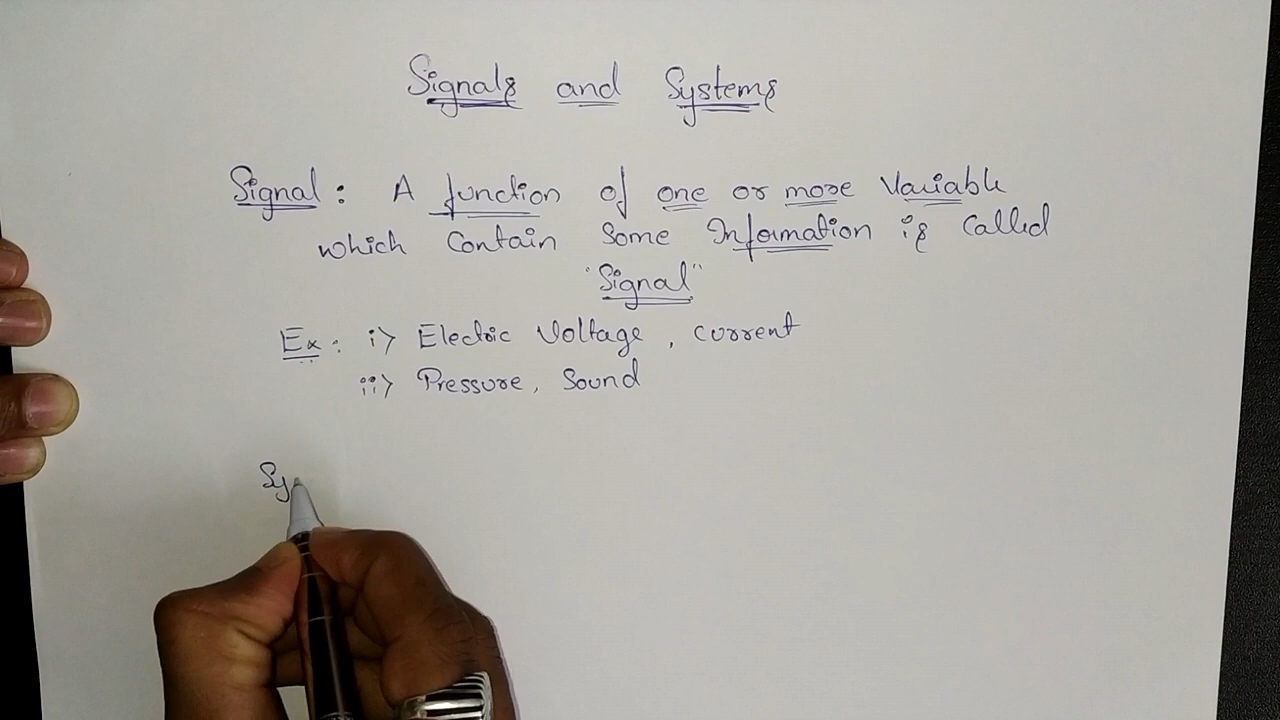 Signals and Systems
Signal: A function of one or more Variable
which Contain Some Information is Called
"Signal"
Ex: i> Electric Voltage, current
ii> Pressure, Sound
Sy